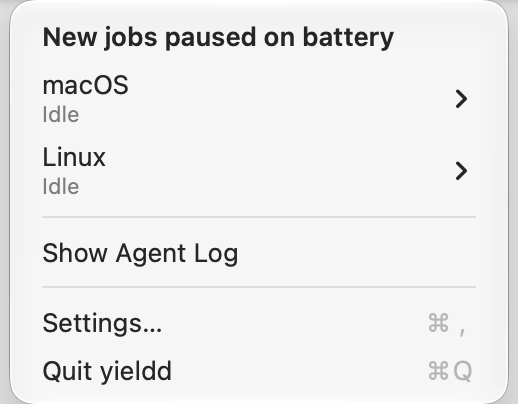 New jobs paused on battery
macOS
Idle
Linux
Idle
Show Agent Log
Settings... ⌘ ,
Quit yieldd ⌘Q